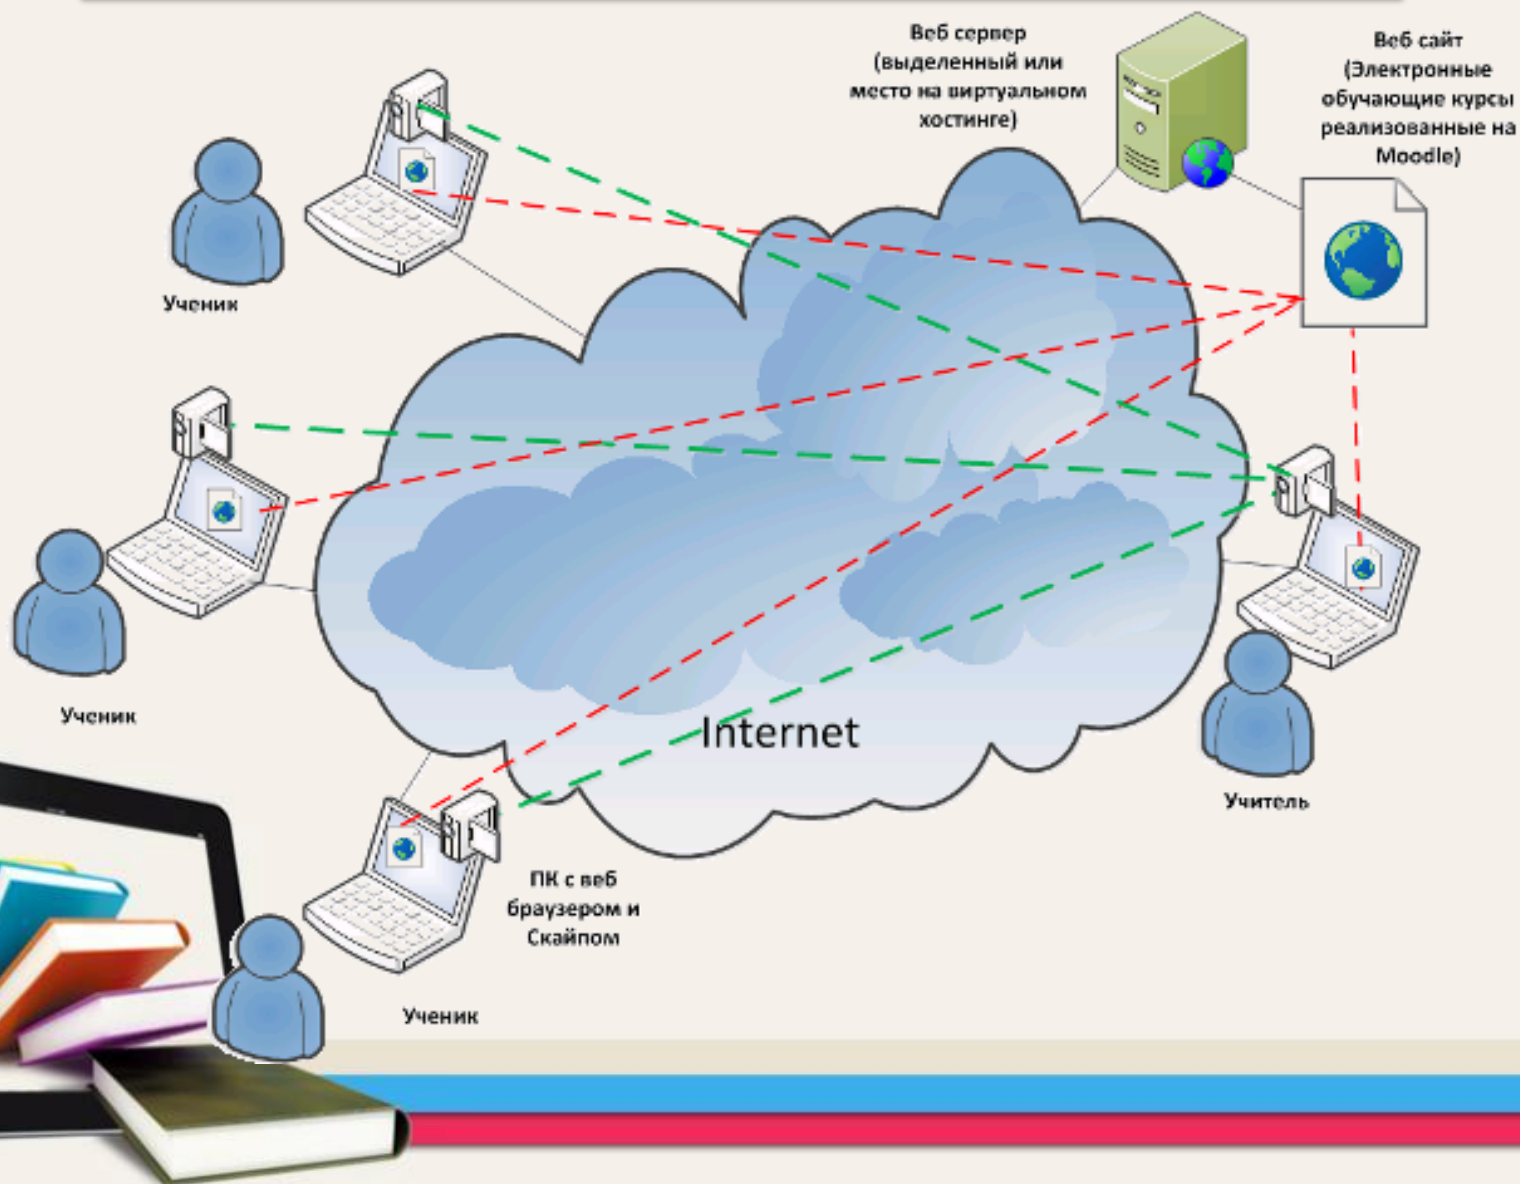 Веб сервер
(выделенный или
место на виртуальном
хостинге)
Веб сайт
(Электронные
обучающие курсы
реализованные на
Moodle)
Ученик
Ученик
Internet
Учитель
ПК с веб
браузером и
Скайпом
Ученик